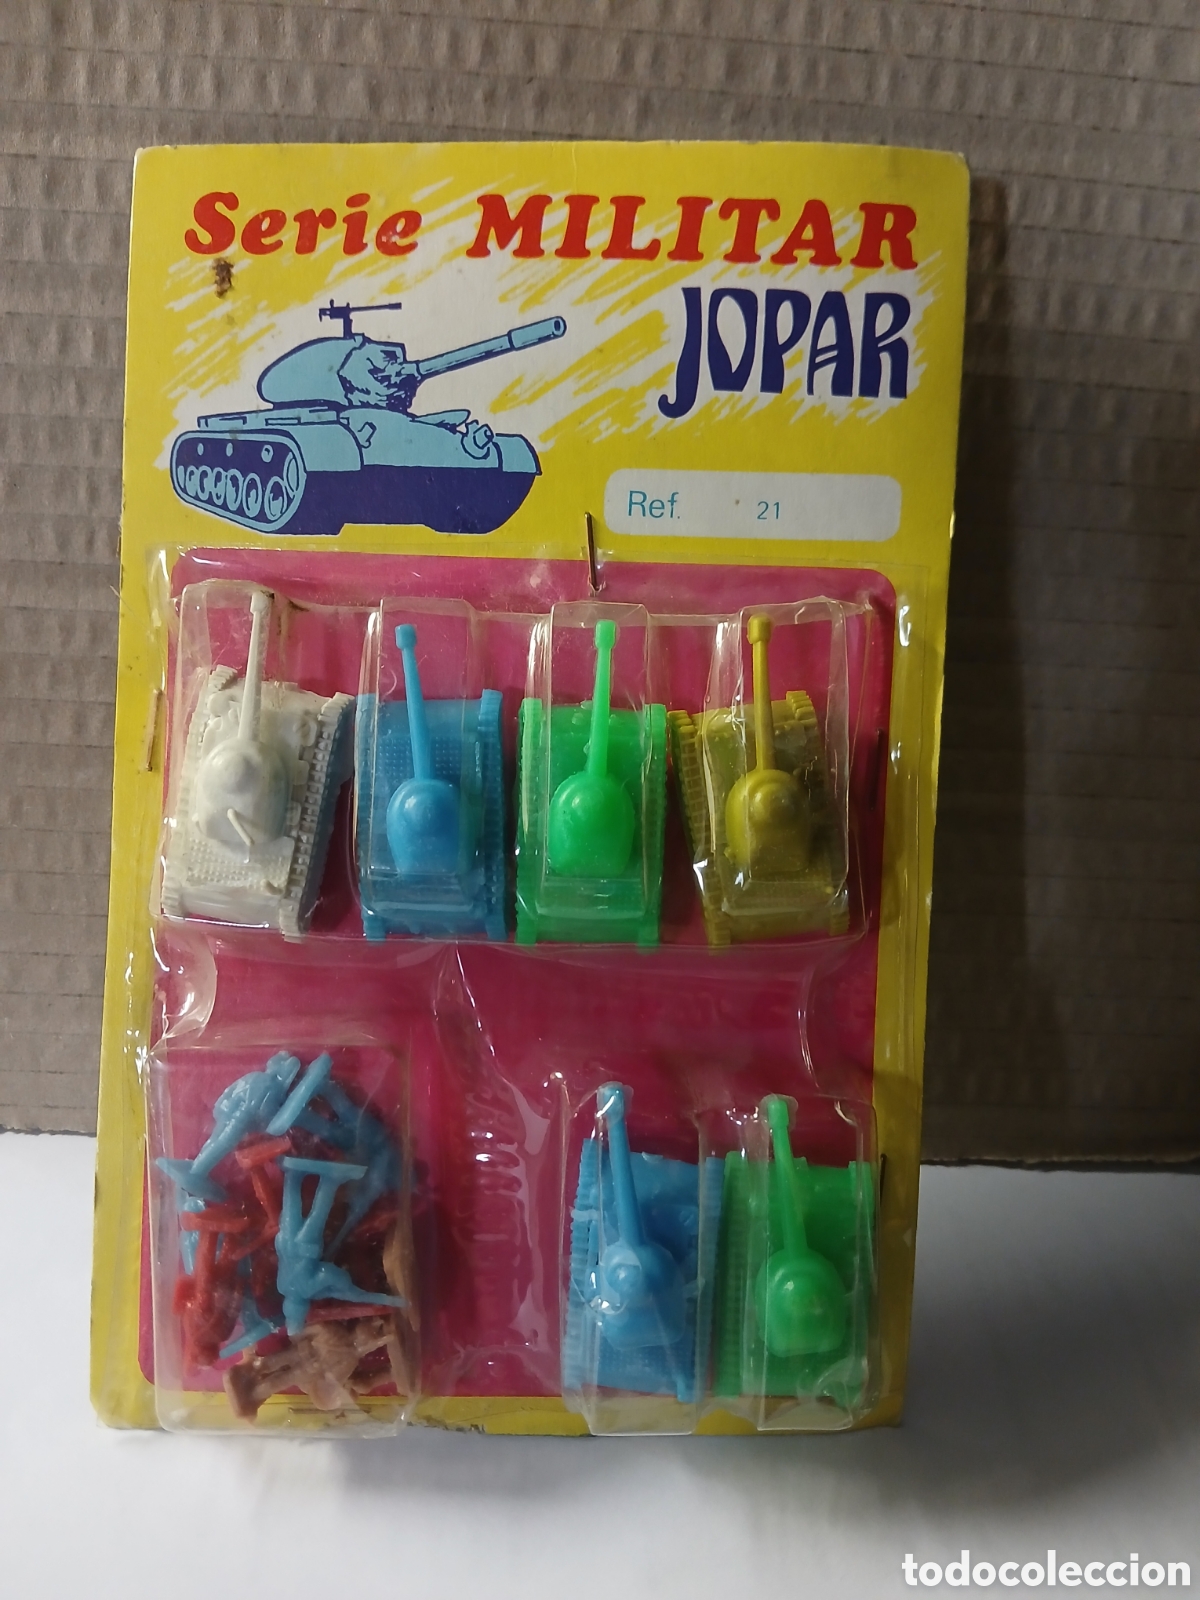 Serie MILITAR
JOPAR
Ref. 21
todocoleccion